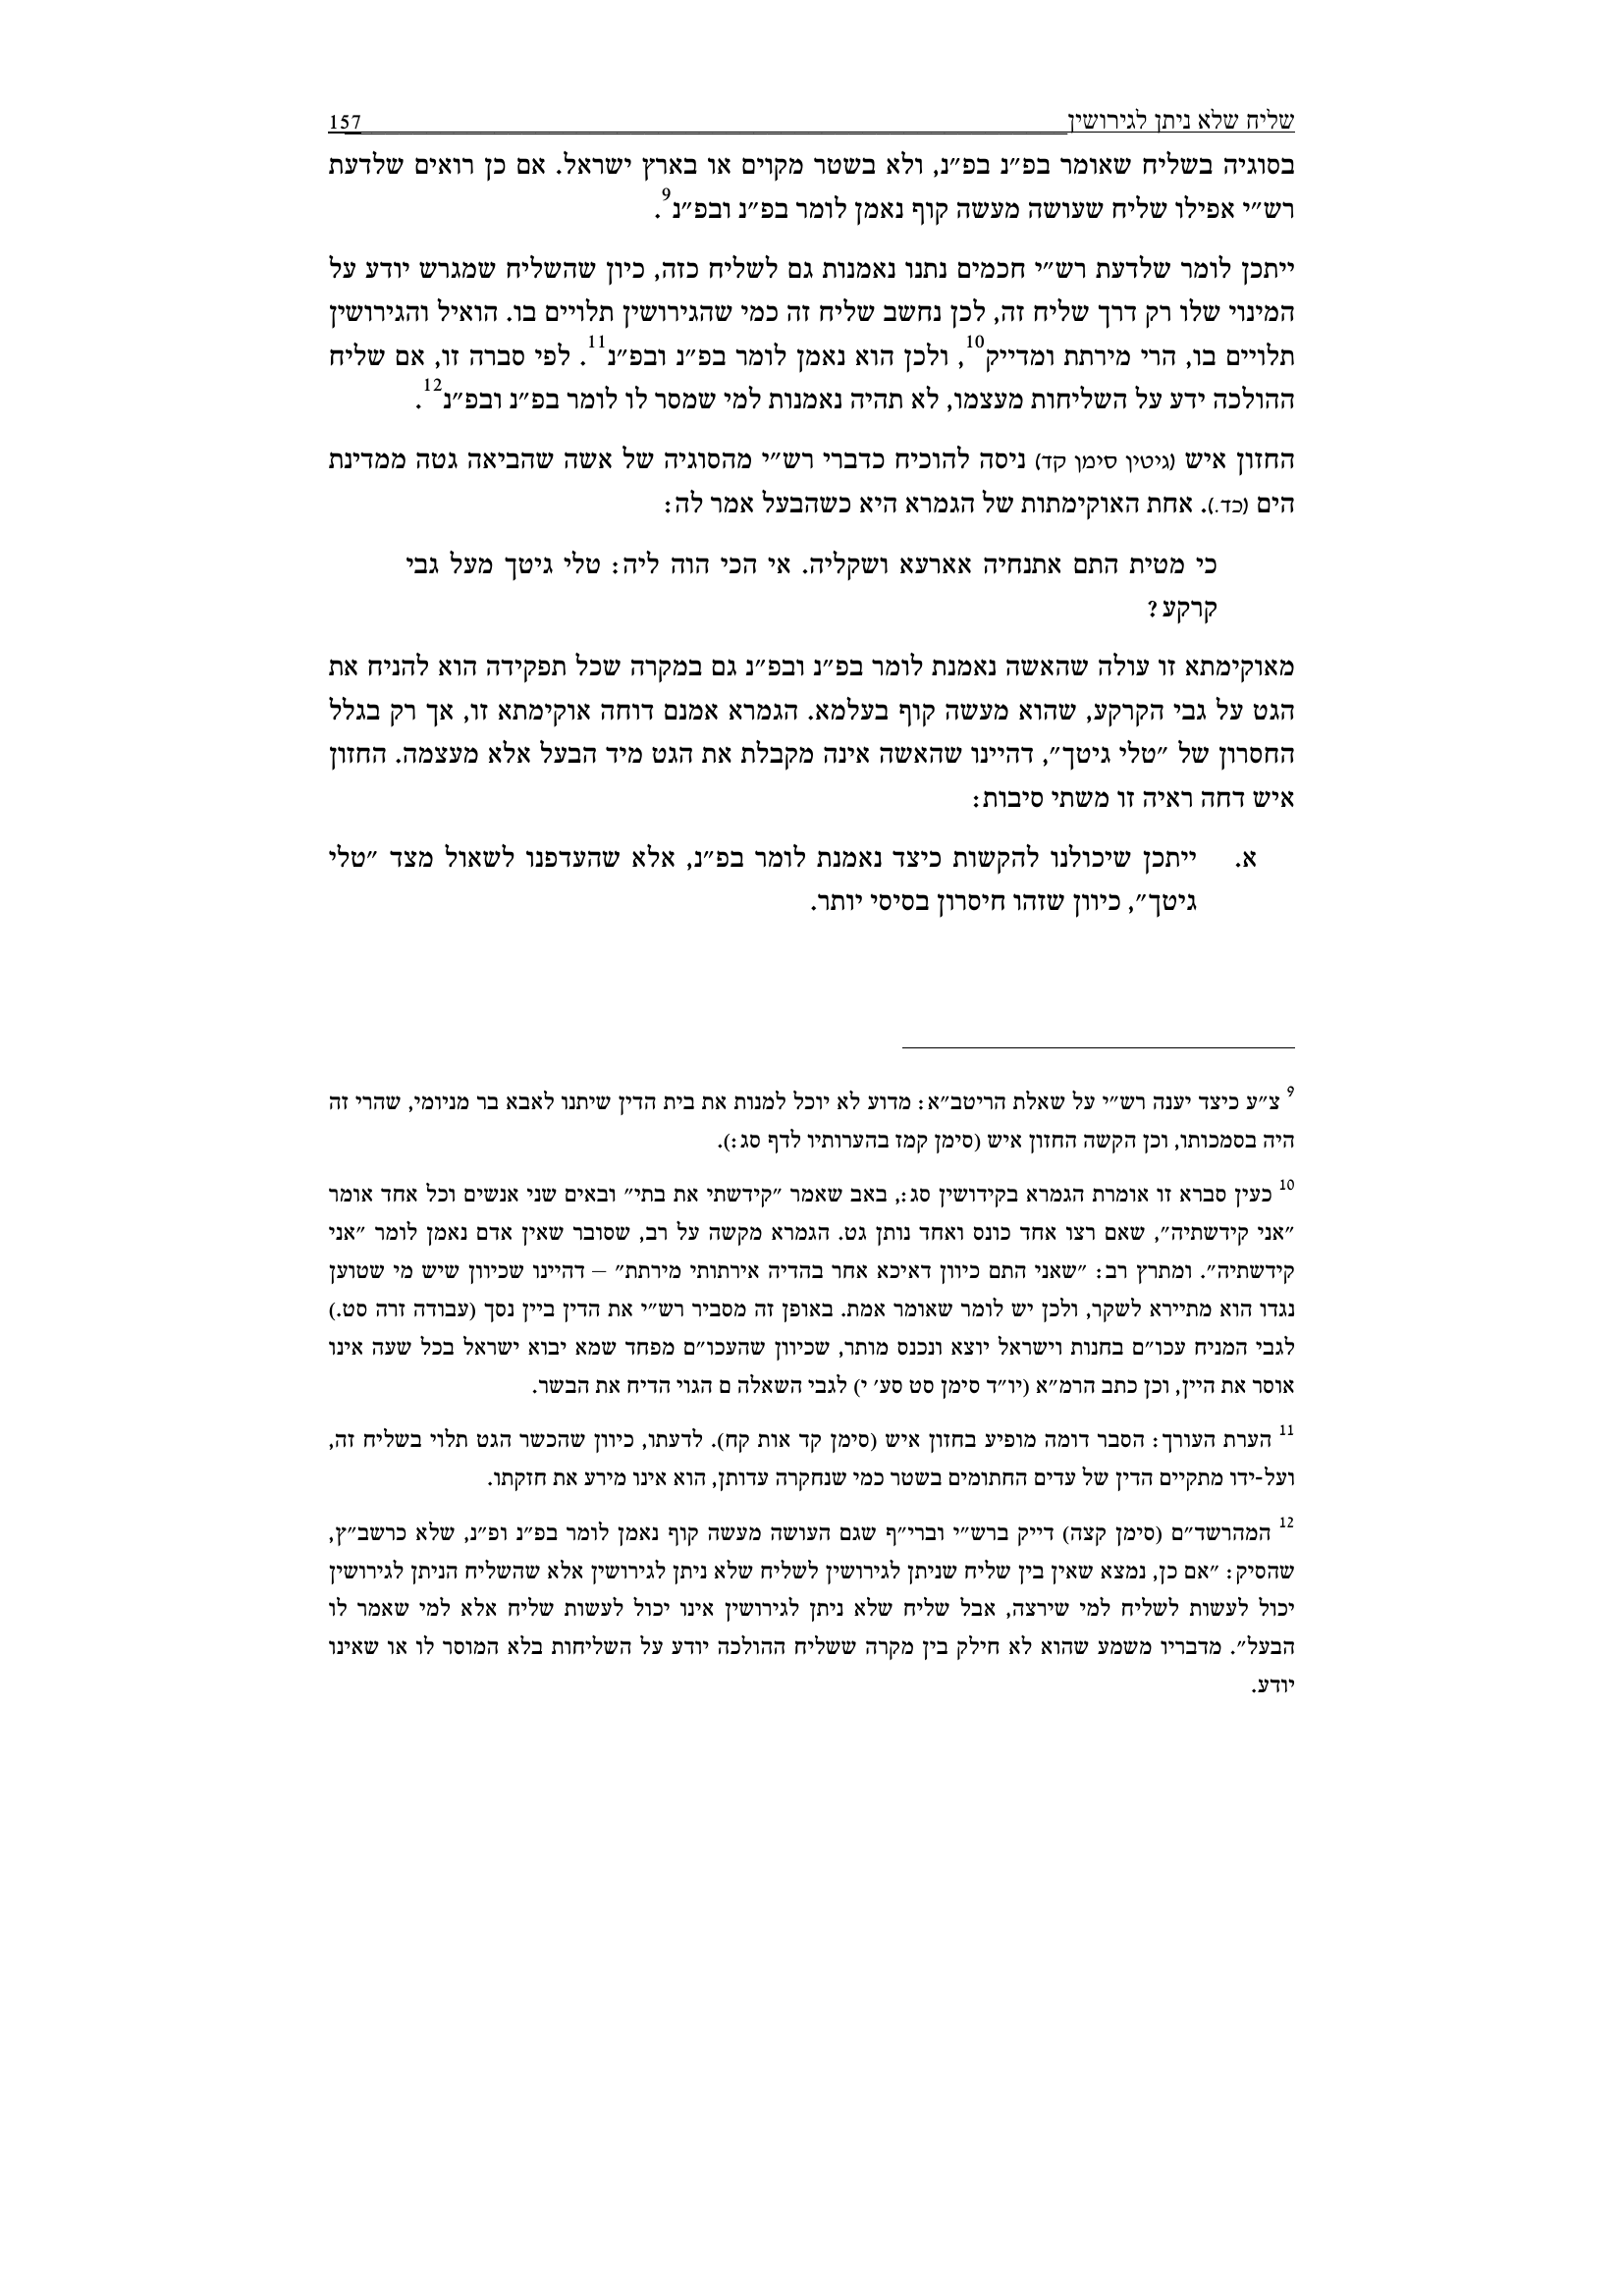 שליח שלא ניתן לגירושין 157
בסוגיה בשליח שאומר בפ״נ בפ״נ, ולא בשטר מקוים או בארץ ישראל. אם כן רואים שלדעת
רש״י אפילו שליח שעושה מעשה קוף נאמן לומר בפ״נ ובפ״נ9.
ייתכן לומר שלדעת רש״י חכמים נתנו נאמנות גם לשליח כזה, כיון שהשליח שמגרש יודע על
המינוי שלו רק דרך שליח זה, לכן נחשב שליח זה כמי שהגירושין תלויים בו. הואיל והגירושין
תלויים בו, הרי מירתת ומדייק10, ולכן הוא נאמן לומר בפ״נ ובפ״נ11. לפי סברה זו, אם שליח
ההולכה ידע על השליחות מעצמו, לא תהיה נאמנות למי שמסר לו לומר בפ״נ ובפ״נ12.
החזון איש (גיטין סימן קד) ניסה להוכיח כדברי רש״י מהסוגיה של אשה שהביאה גטה ממדינת
הים (כד.). אחת האוקימתות של הגמרא היא כשהבעל אמר לה:
כי מטית התם אתנחיה אארעא ושקליה. אי הכי הוה ליה: טלי גיטך מעל גבי
קרקע?
מאוקימתא זו עולה שהאשה נאמנת לומר בפ״נ ובפ״נ גם במקרה שכל תפקידה הוא להניח את
הגט על גבי הקרקע, שהוא מעשה קוף בעלמא. הגמרא אמנם דוחה אוקימתא זו, אך רק בגלל
החסרון של ״טלי גיטך״, דהיינו שהאשה אינה מקבלת את הגט מיד הבעל אלא מעצמה. החזון
איש דחה ראיה זו משתי סיבות:
א. ייתכן שיכולנו להקשות כיצד נאמנת לומר בפ״נ, אלא שהעדפנו לשאול מצד ״טלי
גיטך״, כיוון שזהו חיסרון בסיסי יותר.
9 צ״ע כיצד יענה רש״י על שאלת הריטב״א: מדוע לא יוכל למנות את בית הדין שיתנו לאבא בר מניומי, שהרי זה
היה בסמכותו, וכן הקשה החזון איש (סימן קמז בהערותיו לדף סג:).
10 כעין סברא זו אומרת הגמרא בקידושין סג:, באב שאמר ״קידשתי את בתי״ ובאים שני אנשים וכל אחד אומר
״אני קידשתיה״, שאם רצו אחד כונס ואחד נותן גט. הגמרא מקשה על רב, שסובר שאין אדם נאמן לומר ״אני
קידשתיה״. ומתרץ רב: ״שאני התם כיוון דאיכא אחר בהדיה אירתותי מירתת״ – דהיינו שכיוון שיש מי שטוען
נגדו הוא מתיירא לשקר, ולכן יש לומר שאומר אמת. באופן זה מסביר רש״י את הדין ביין נסך (עבודה זרה סט.)
לגבי המניח עכו״ם בחנות וישראל יוצא ונכנס מותר, שכיוון שהעכו״ם מפחד שמא יבוא ישראל בכל שעה אינו
אוסר את היין, וכן כתב הרמ״א (יו״ד סימן סט סע׳ י) לגבי השאלה ם הגוי הדיח את הבשר.
11 הערת העורך: הסבר דומה מופיע בחזון איש (סימן קד אות קח). לדעתו, כיוון שהכשר הגט תלוי בשליח זה,
ועל-ידו מתקיים הדין של עדים החתומים בשטר כמי שנחקרה עדותן, הוא אינו מירע את חזקתו.
12 המהרשד״ם (סימן קצה) דייק ברש״י וברי״ף שגם העושה מעשה קוף נאמן לומר בפ״נ ופ״נ, שלא כרשב״ץ,
שהסיק: ״אם כן, נמצא שאין בין שליח שניתן לגירושין לשליח שלא ניתן לגירושין אלא שהשליח הניתן לגירושין
יכול לעשות לשליח למי שירצה, אבל שליח שלא ניתן לגירושין אינו יכול לעשות שליח אלא למי שאמר לו
הבעל״. מדבריו משמע שהוא לא חילק בין מקרה ששליח ההולכה יודע על השליחות בלא המוסר לו או שאינו
יודע.